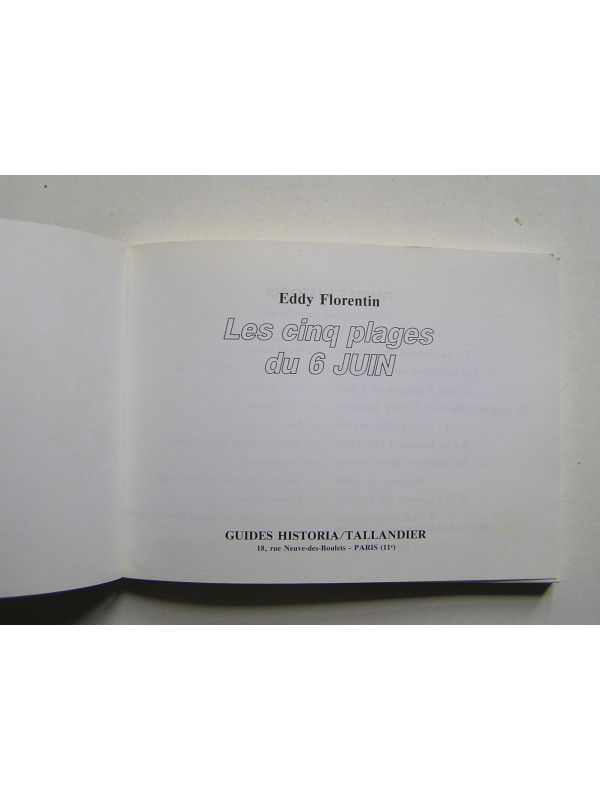 Eddy Florentin
Les cinq plages
du 6 JUIN
GUIDES HISTORIA/TALLANDIER
18, rue Neuve-des-Boulets - PARIS (11e)